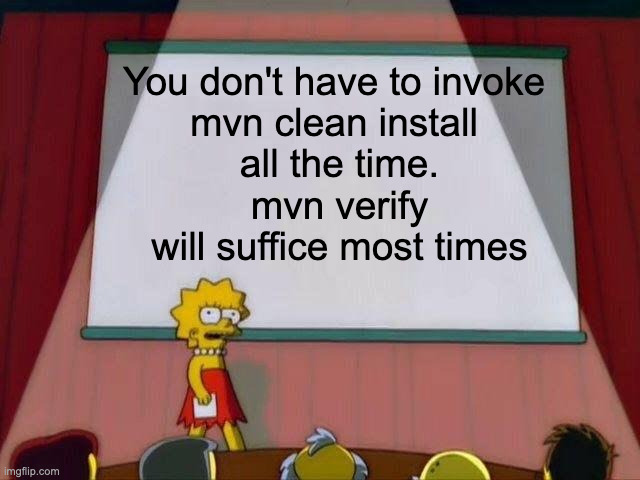 You don't have to invoke
mvn clean install
all the time.
mvn verify
will suffice most times
imgflip.com